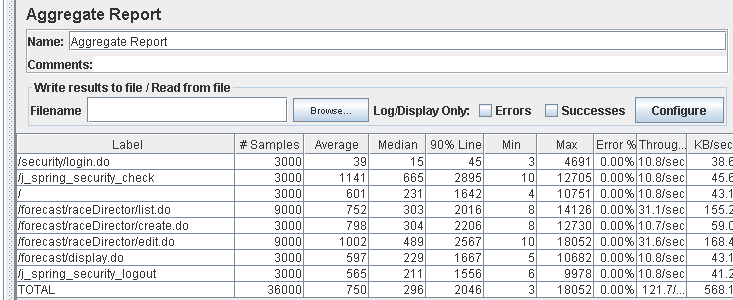 Aggregate Report
Name: Aggregate Report
Comments:
Write results to file / Read from file
Filename Browse... Log/Display Only: Errors Successes Configure
Label # Samples Average Median 90% Line Min Max Error % Throug... KB/sec
/security/login.do 3000 39 15 45 3 4691 0.00% 10.8/sec 38.6
/j_spring_security_check 3000 1141 665 2895 10 12705 0.00% 10.8/sec 45.6
/ 3000 601 231 1642 4 10751 0.00% 10.8/sec 43.1
/forecast/raceDirector/list.do 9000 752 303 2016 8 14126 0.00% 31.1/sec 155.2
/forecast/raceDirector/create.do 3000 798 304 2206 8 12730 0.00% 10.7/sec 59.0
/forecast/raceDirector/edit.do 9000 1002 489 2567 10 18052 0.00% 31.6/sec 168.4
/forecast/display.do 3000 597 229 1667 5 10682 0.00% 10.8/sec 43.1
/j_spring_security_logout 3000 565 211 1556 6 9978 0.00% 10.8/sec 41.2
TOTAL 36000 750 296 2046 3 18052 0.00% 121.7/... 568.1